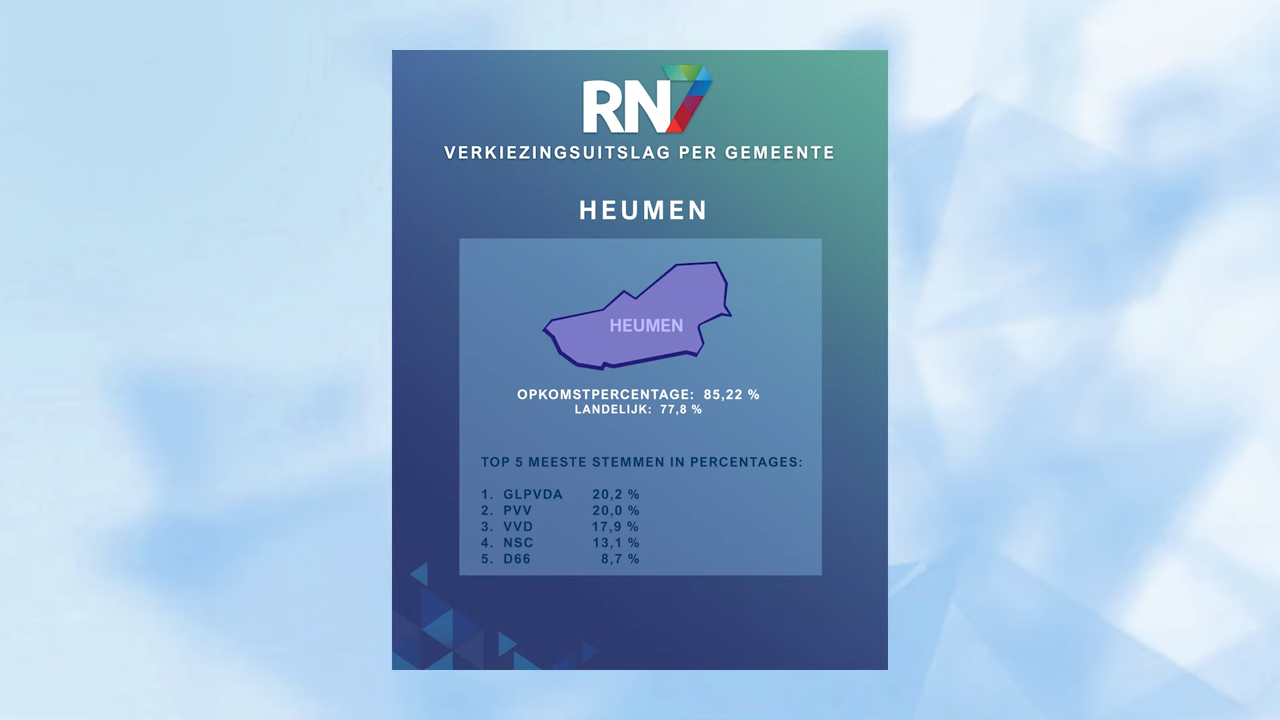 RN7
VERKIEZINGSUITSLAG PER GEMEENTE
HEUMEN
HEUMEN
OPKOMSTPERCENTAGE: 85,22 %
LANDELIJK: 77,8 %
TOP 5 MEESTE STEMMEN IN PERCENTAGES:
1. GLPVDA 20,2 %
2. PVV 20,0 %
3. VVD 17,9 %
4. NSC 13,1 %
5. D66 8,7 %